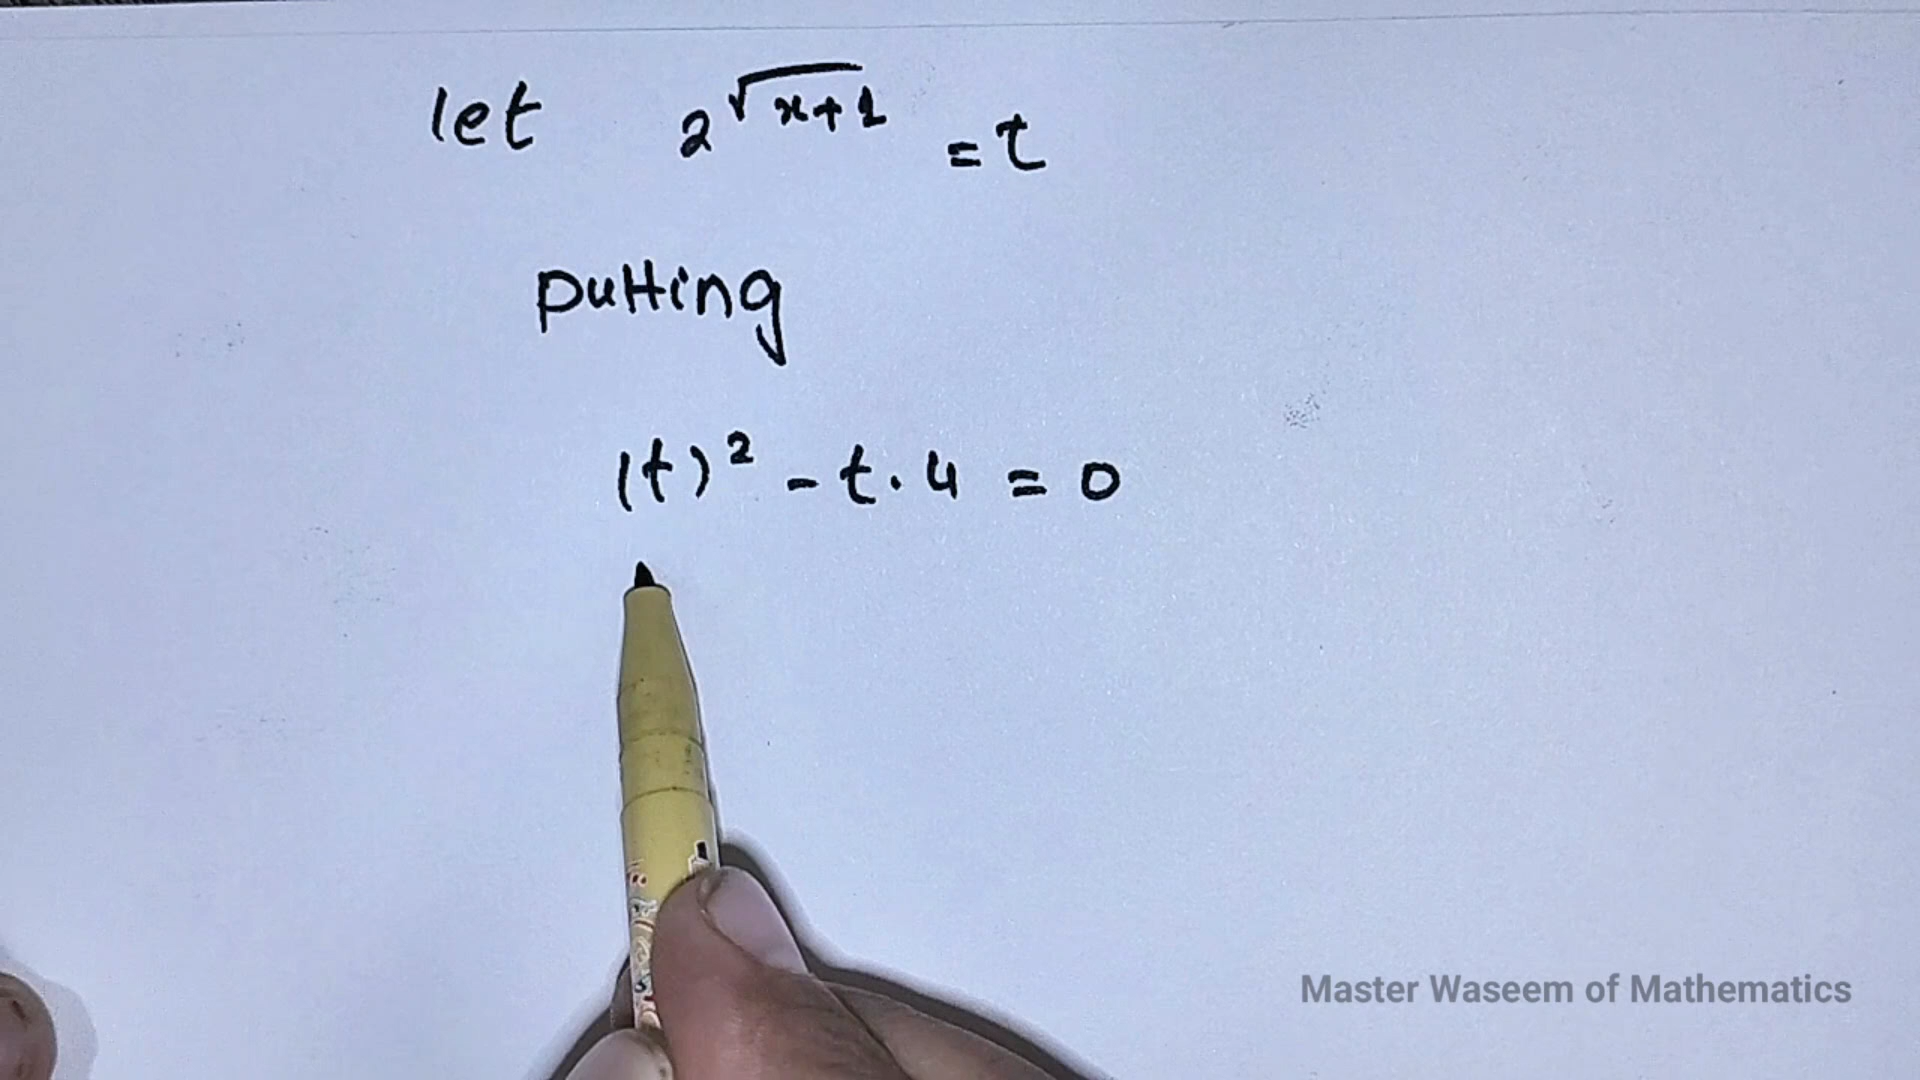 let 2^√(x+1) = t
putting
(t)² - t . 4 = 0
Master Waseem of Mathematics